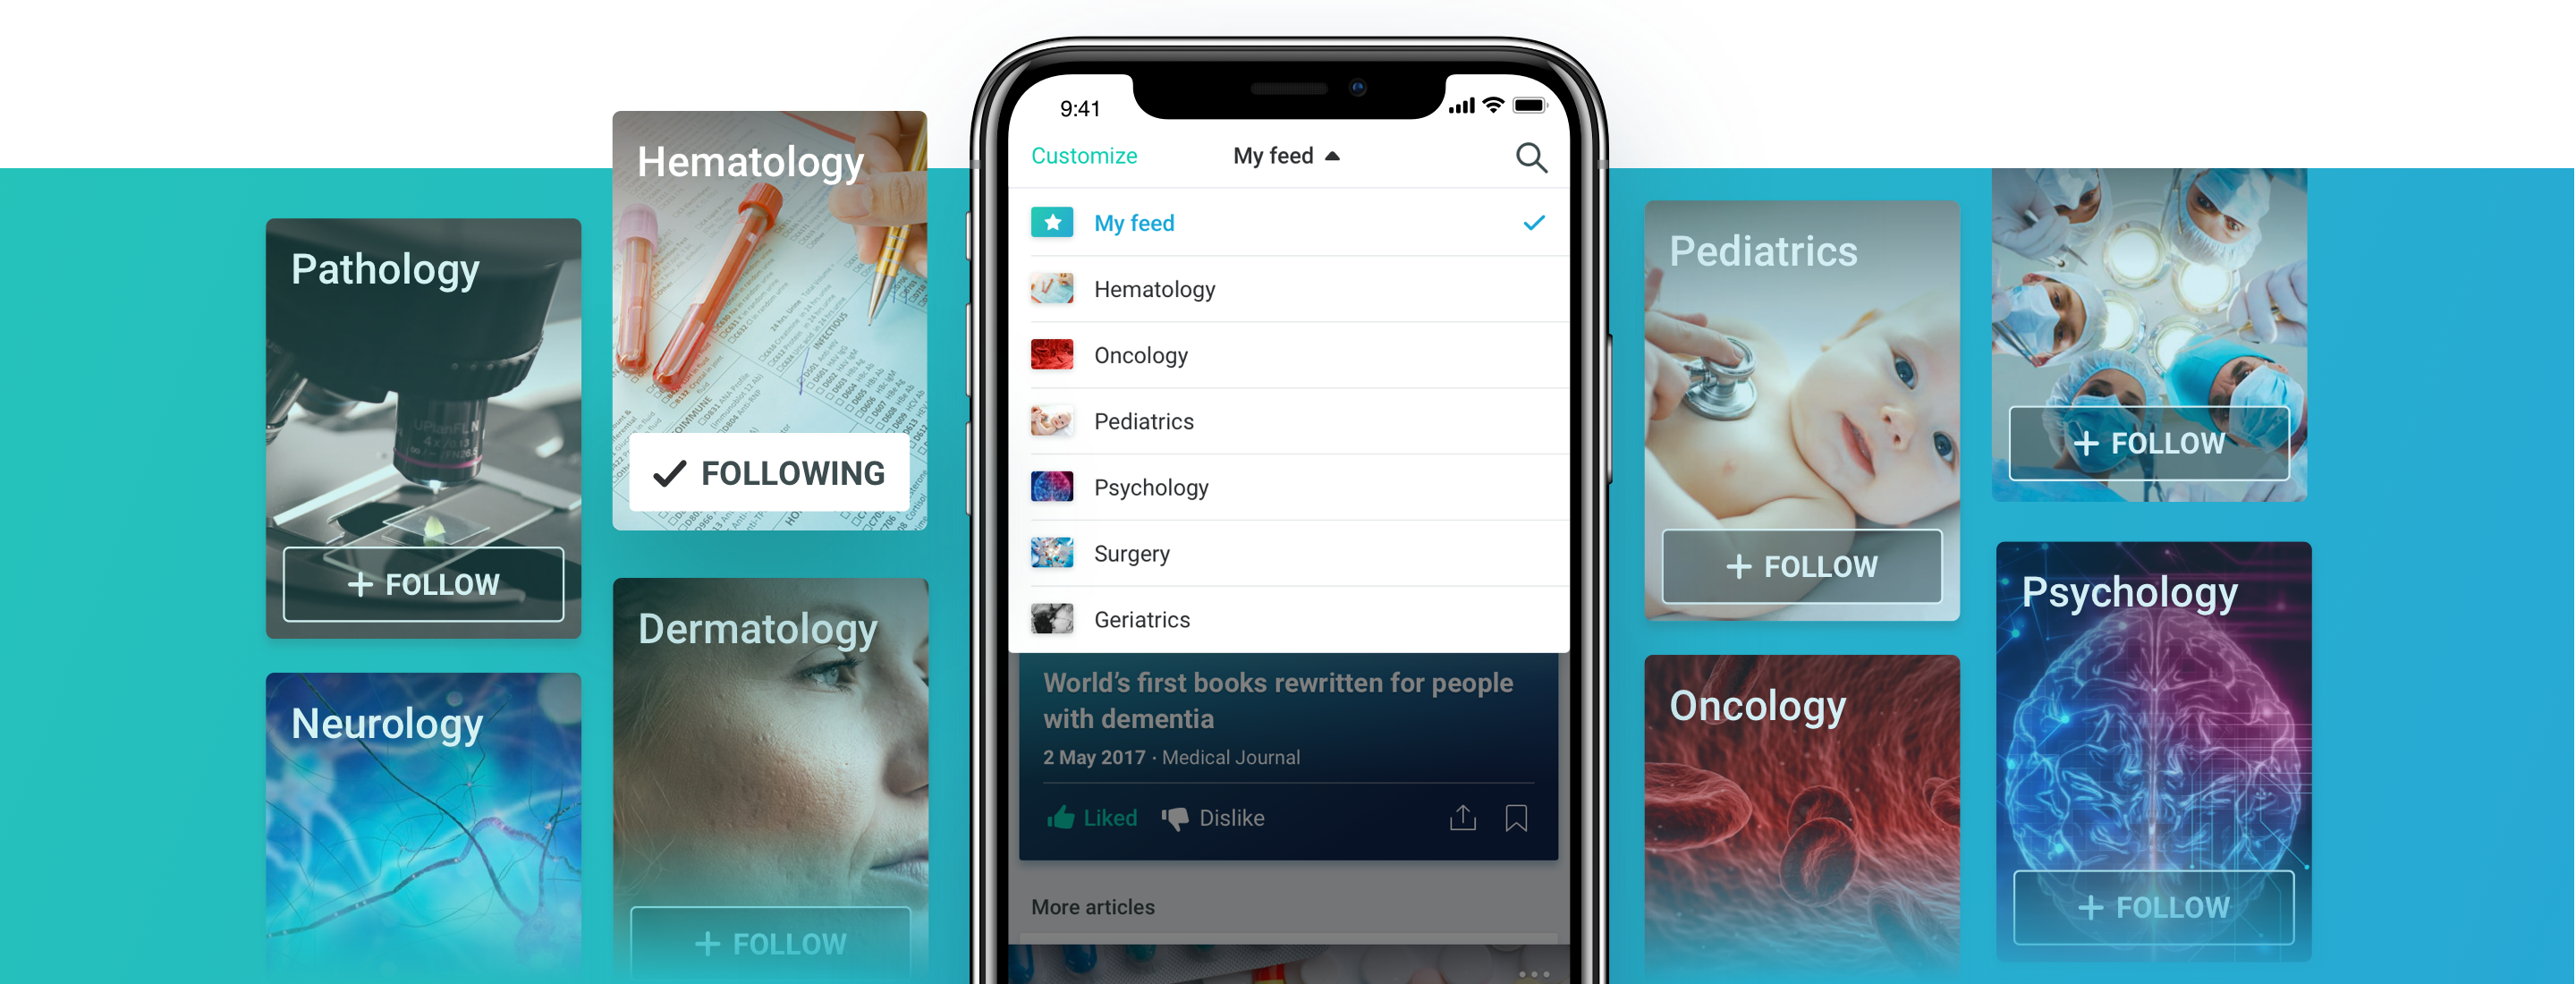 Pathology
+ FOLLOW
Neurology
Hematology
FOLLOWING
Dermatology
+ FOLLOW
9:41
Customize
My feed
My feed
Hematology
Oncology
Pediatrics
Psychology
Surgery
Geriatrics
World’s first books rewritten for people
with dementia
2 May 2017 · Medical Journal
Liked
Dislike
More articles
Pediatrics
+ FOLLOW
Oncology
+ FOLLOW
Psychology
+ FOLLOW